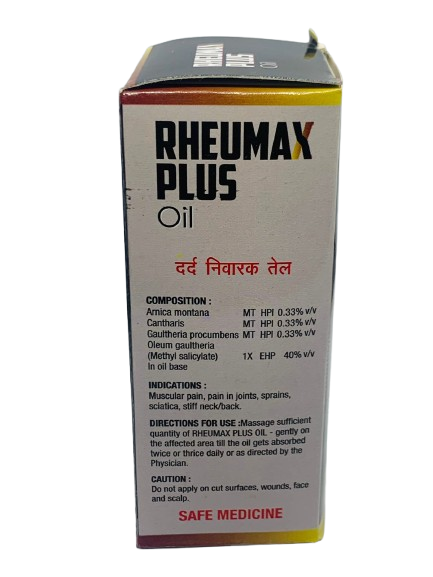 RHEUMAX
PLUS
Oil
RHEUMAX
PLUS
Oil
दर्द निवारक तेल
COMPOSITION :
Arnica montana MT HPI 0.33% v/v
Cantharis MT HPI 0.33% v/v
Gaultheria procumbens MT HPI 0.33% v/v
Oleum gaultheria
(Methyl salicylate) 1X EHP 40% v/v
In oil base
INDICATIONS :
Muscular pain, pain in joints, sprains,
sciatica, stiff neck/back.
DIRECTIONS FOR USE :Massage sufficient
quantity of RHEUMAX PLUS OIL - gently on
the affected area till the oil gets absorbed
twice or thrice daily or as directed by the
Physician.
CAUTION :
Do not apply on cut surfaces, wounds, face
and scalp.
SAFE MEDICINE